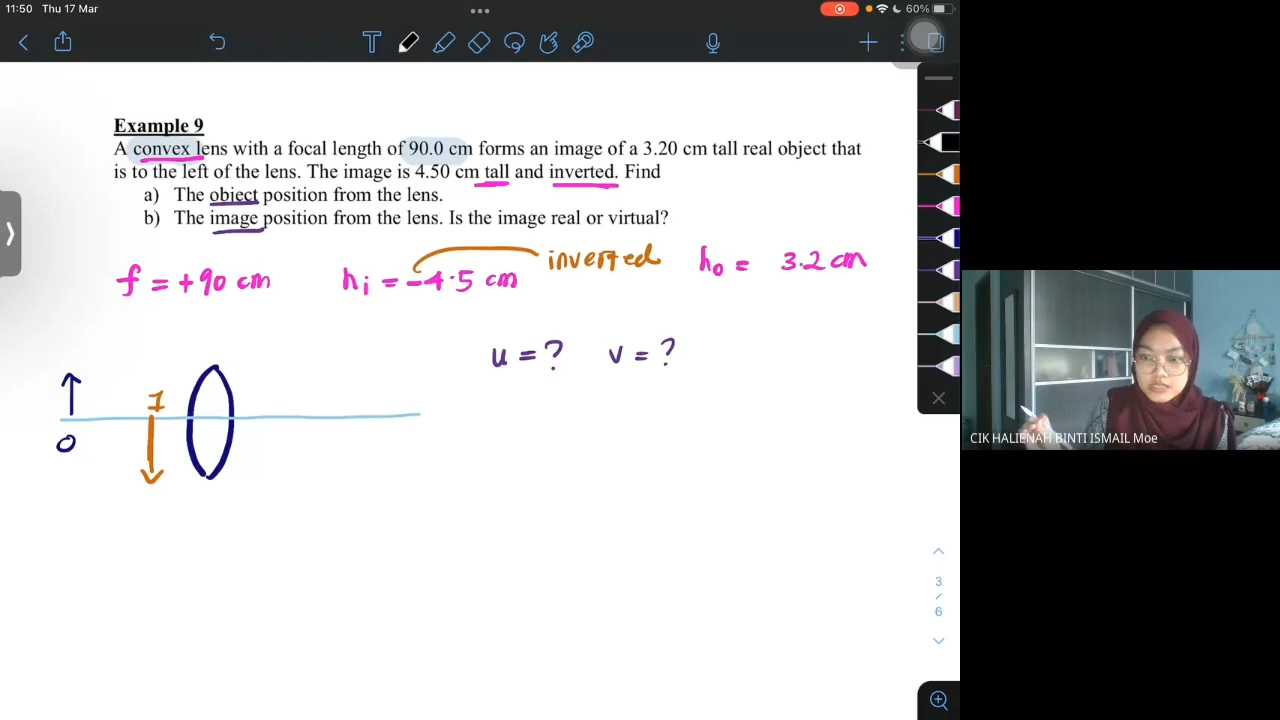 11:50 Thu 17 Mar
60%
T
Example 9
A convex lens with a focal length of 90.0 cm forms an image of a 3.20 cm tall real object that
is to the left of the lens. The image is 4.50 cm tall and inverted. Find
a) The object position from the lens.
b) The image position from the lens. Is the image real or virtual?
inverted
f = +90 cm hi = -4.5 cm ho = 3.2 cm
u = ? v = ?
I
O
CIK HALIENAH BINTI ISMAIL Moe
3
/
6